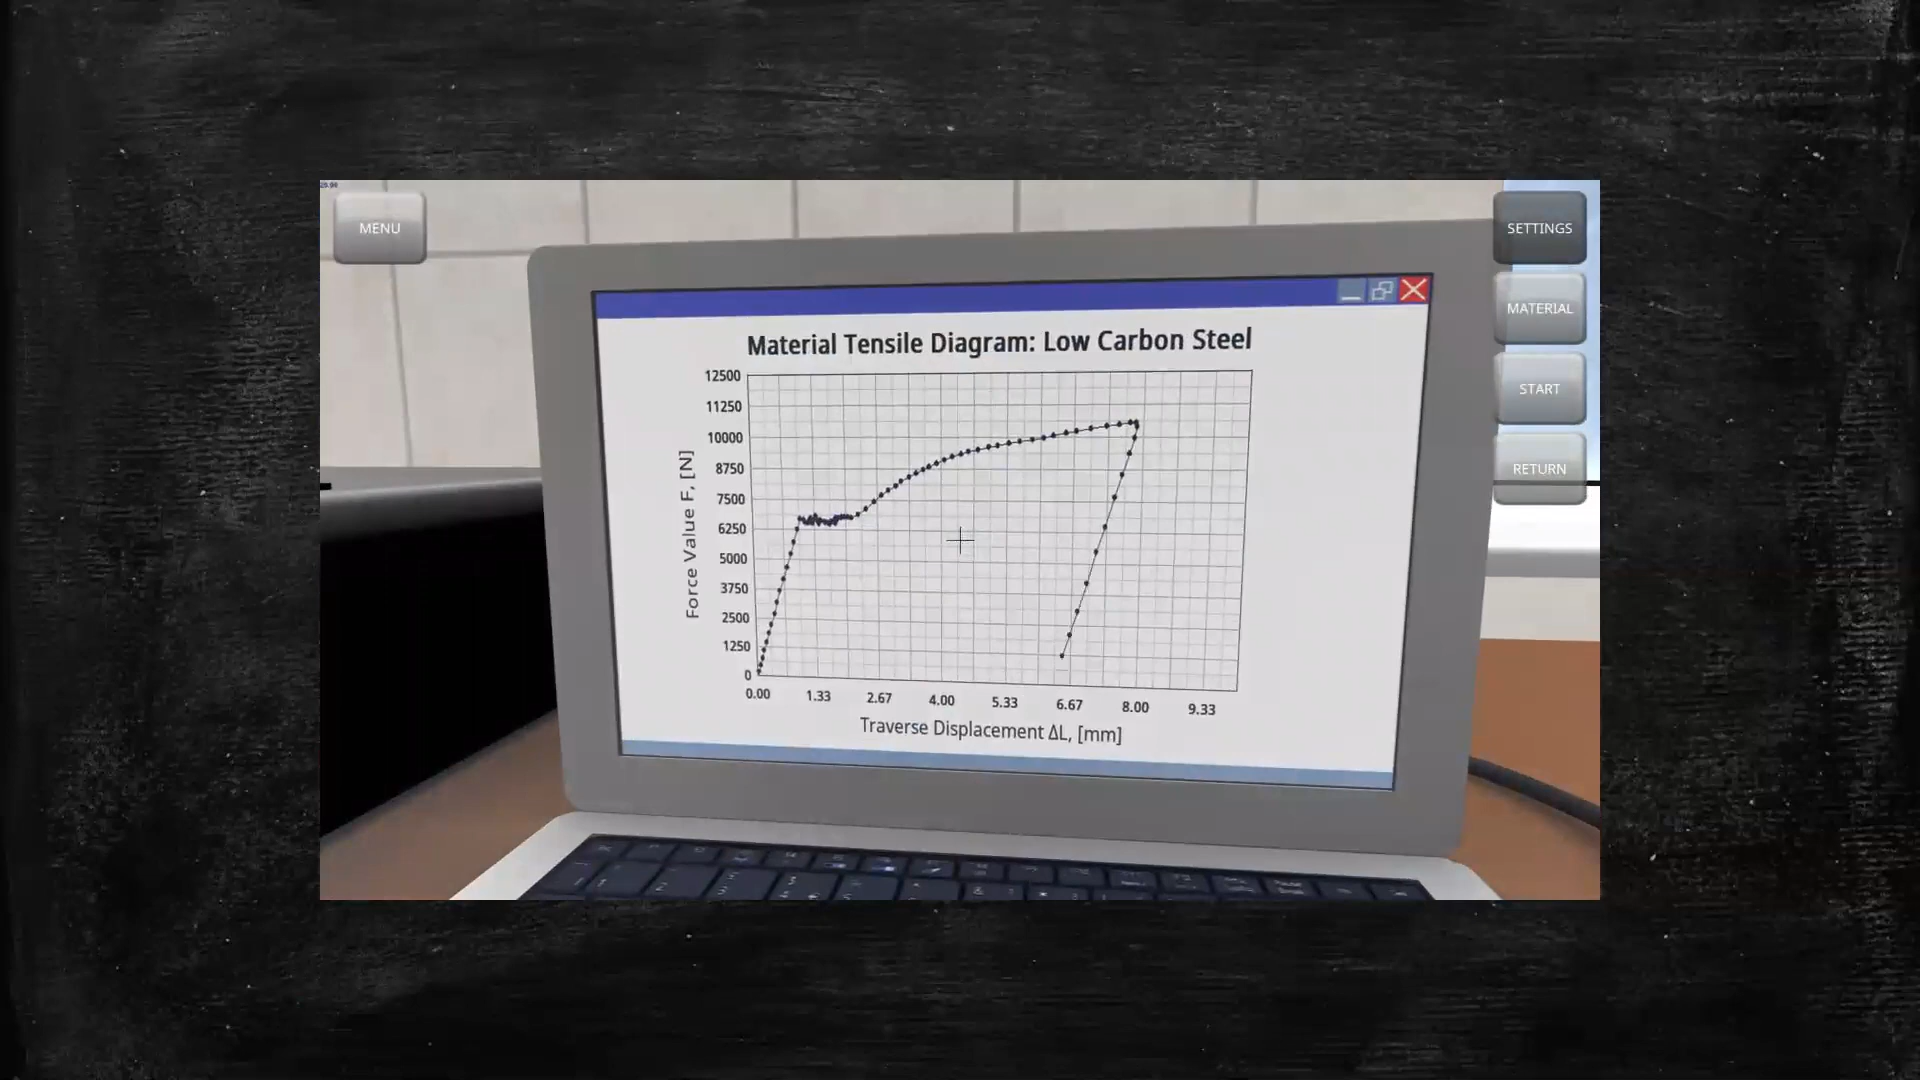 29.98
MENU
SETTINGS
MATERIAL
START
RETURN
Material Tensile Diagram: Low Carbon Steel
Force Value F, [N]
12500
11250
10000
8750
7500
6250
5000
3750
2500
1250
0
0.00 1.33 2.67 4.00 5.33 6.67 8.00 9.33
Traverse Displacement ΔL, [mm]